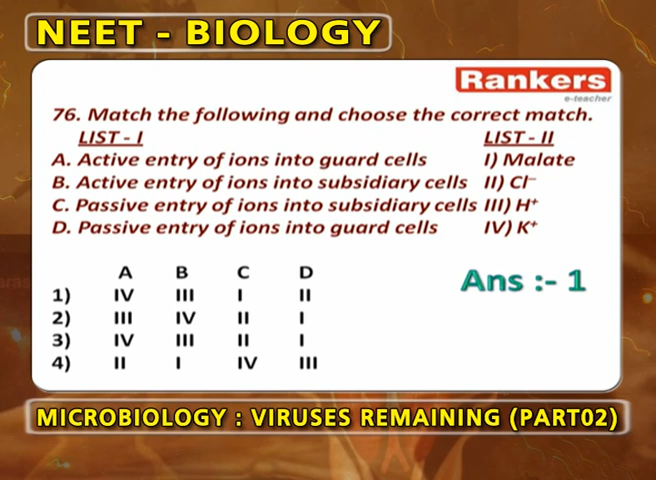 NEET - BIOLOGY
Rankers
e-teacher
76. Match the following and choose the correct match.
LIST - I LIST - II
A. Active entry of ions into guard cells I) Malate
B. Active entry of ions into subsidiary cells II) Cl⁻
C. Passive entry of ions into subsidiary cells III) H⁺
D. Passive entry of ions into guard cells IV) K⁺
A B C D
1) IV III I II
2) III IV II I
3) IV III II I
4) II I IV III
Ans :- 1
MICROBIOLOGY : VIRUSES REMAINING (PART02)